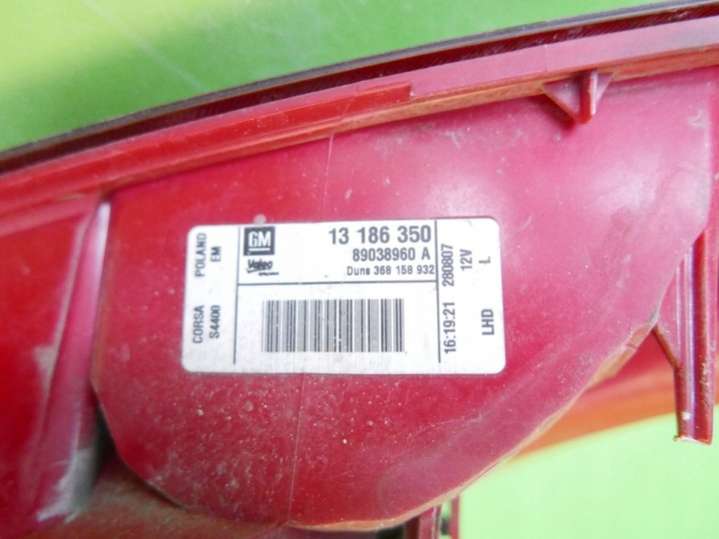 GM
13 186 350
89038960 A
Valeo
Duns 368 158 932
CORSA POLAND
S4400 EM
16:19:21 280807
12V
LHD L